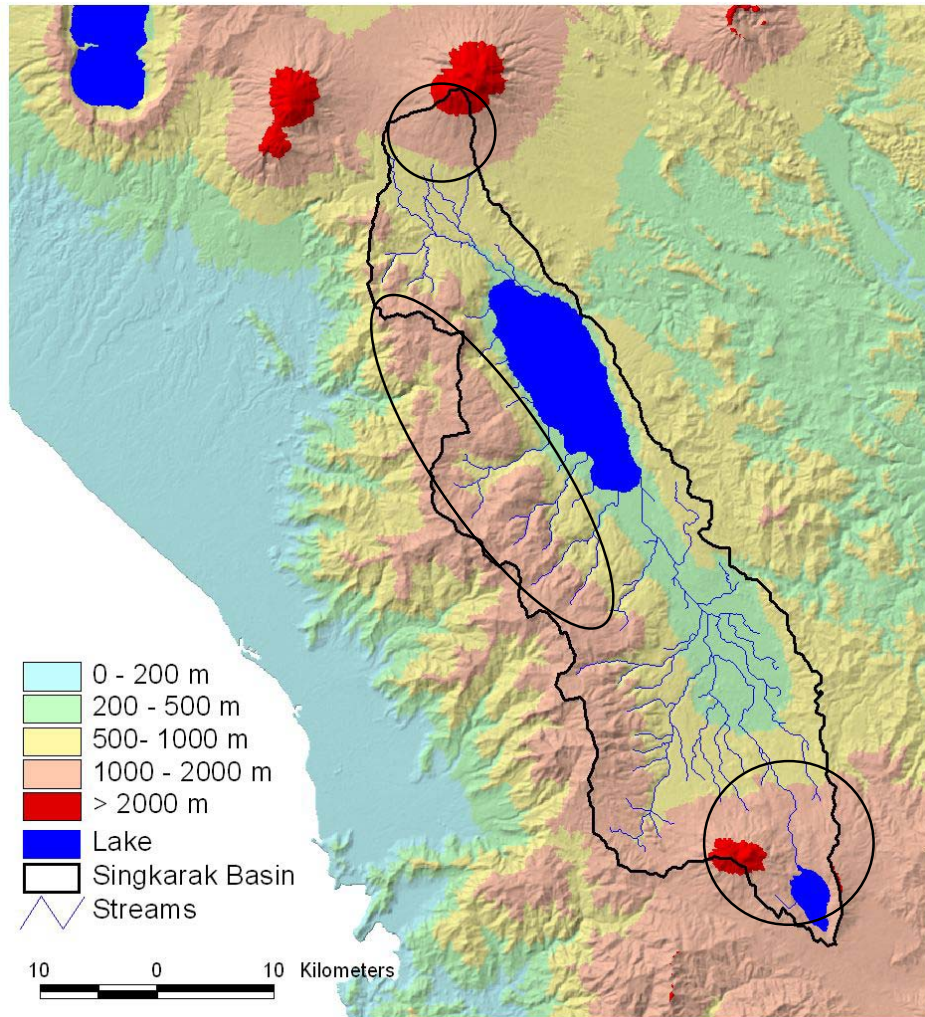 0 - 200 m
200 - 500 m
500- 1000 m
1000 - 2000 m
> 2000 m
Lake
Singkarak Basin
Streams
10 0 10 Kilometers